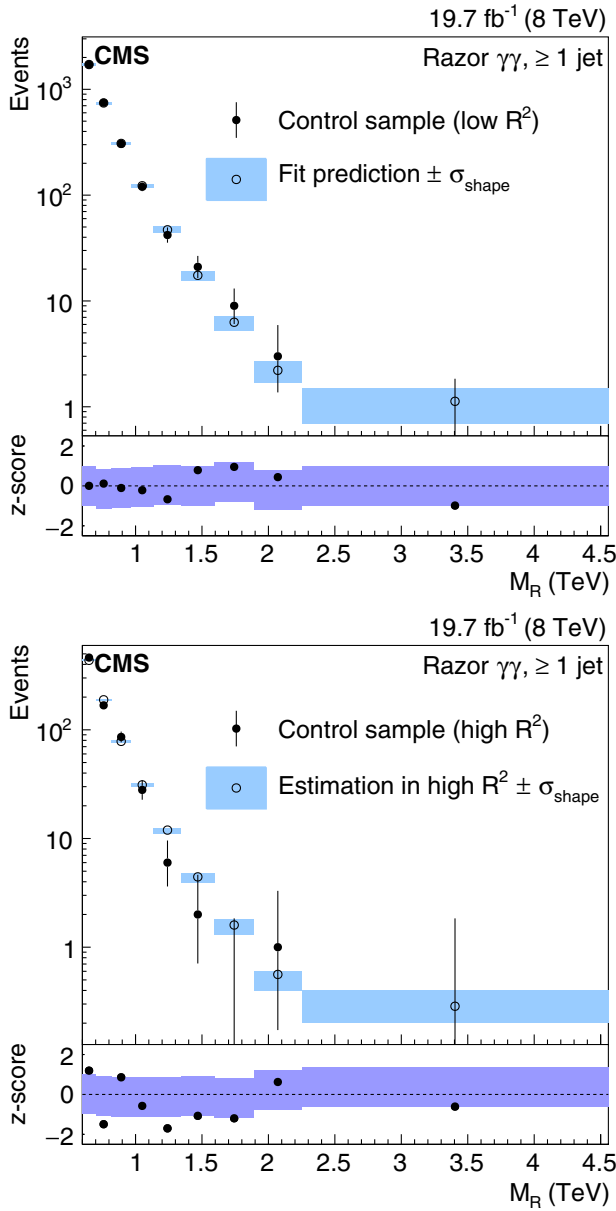 19.7 fb⁻¹ (8 TeV)
CMS
Razor γγ, ≥ 1 jet
Events
Control sample (low R²)
Fit prediction ± σshape
10³
10²
10
1
z-score
2
0
−2
1 1.5 2 2.5 3 3.5 4 4.5
M_R (TeV)
19.7 fb⁻¹ (8 TeV)
CMS
Razor γγ, ≥ 1 jet
Events
Control sample (high R²)
Estimation in high R² ± σshape
10²
10
1
z-score
2
0
−2
1 1.5 2 2.5 3 3.5 4 4.5
M_R (TeV)